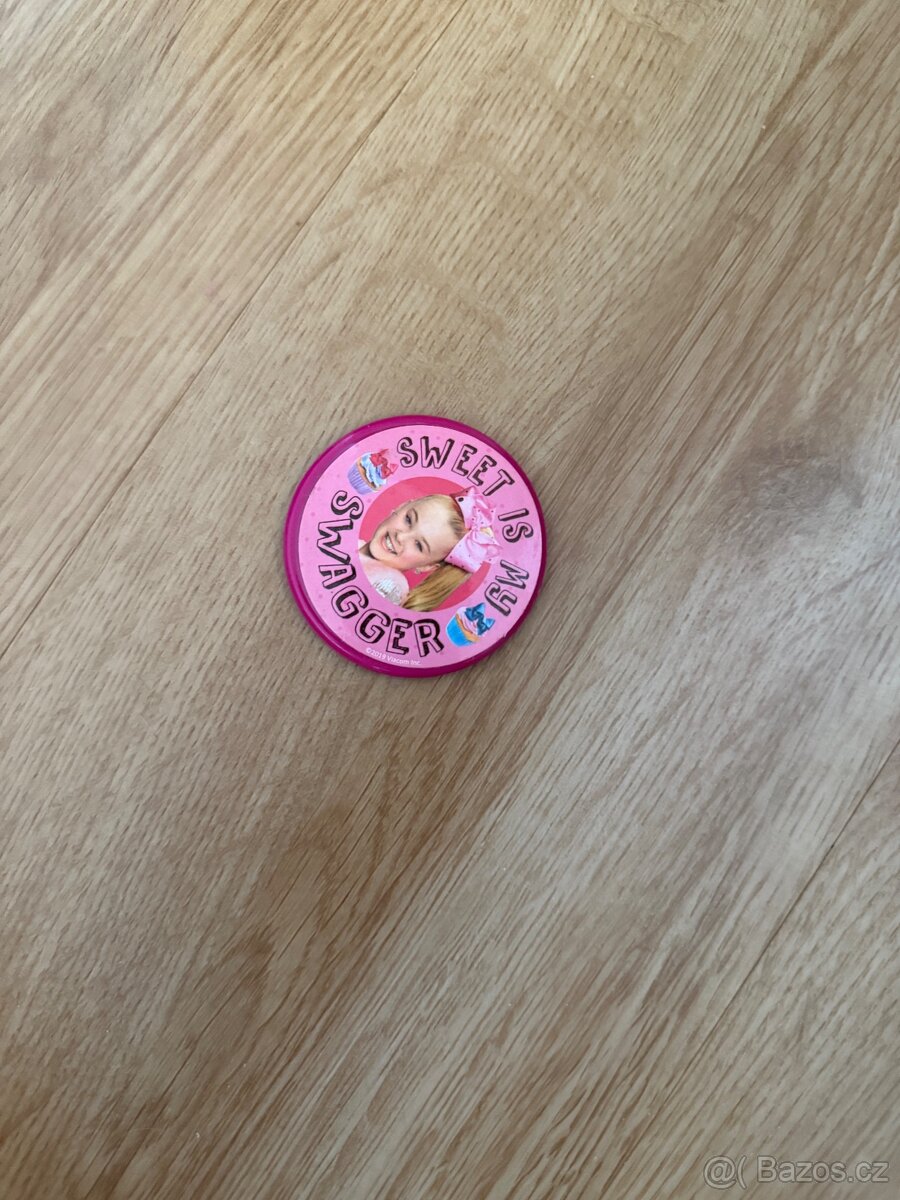 SWEET IS MY
SWAGGER
©2019 Viacom Inc.
@( Bazos.cz